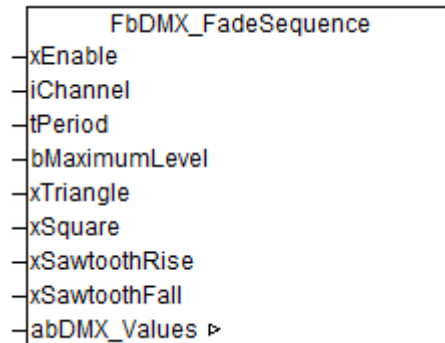 FbDMX_FadeSequence
xEnable
iChannel
tPeriod
bMaximumLevel
xTriangle
xSquare
xSawtoothRise
xSawtoothFall
abDMX_Values ▹